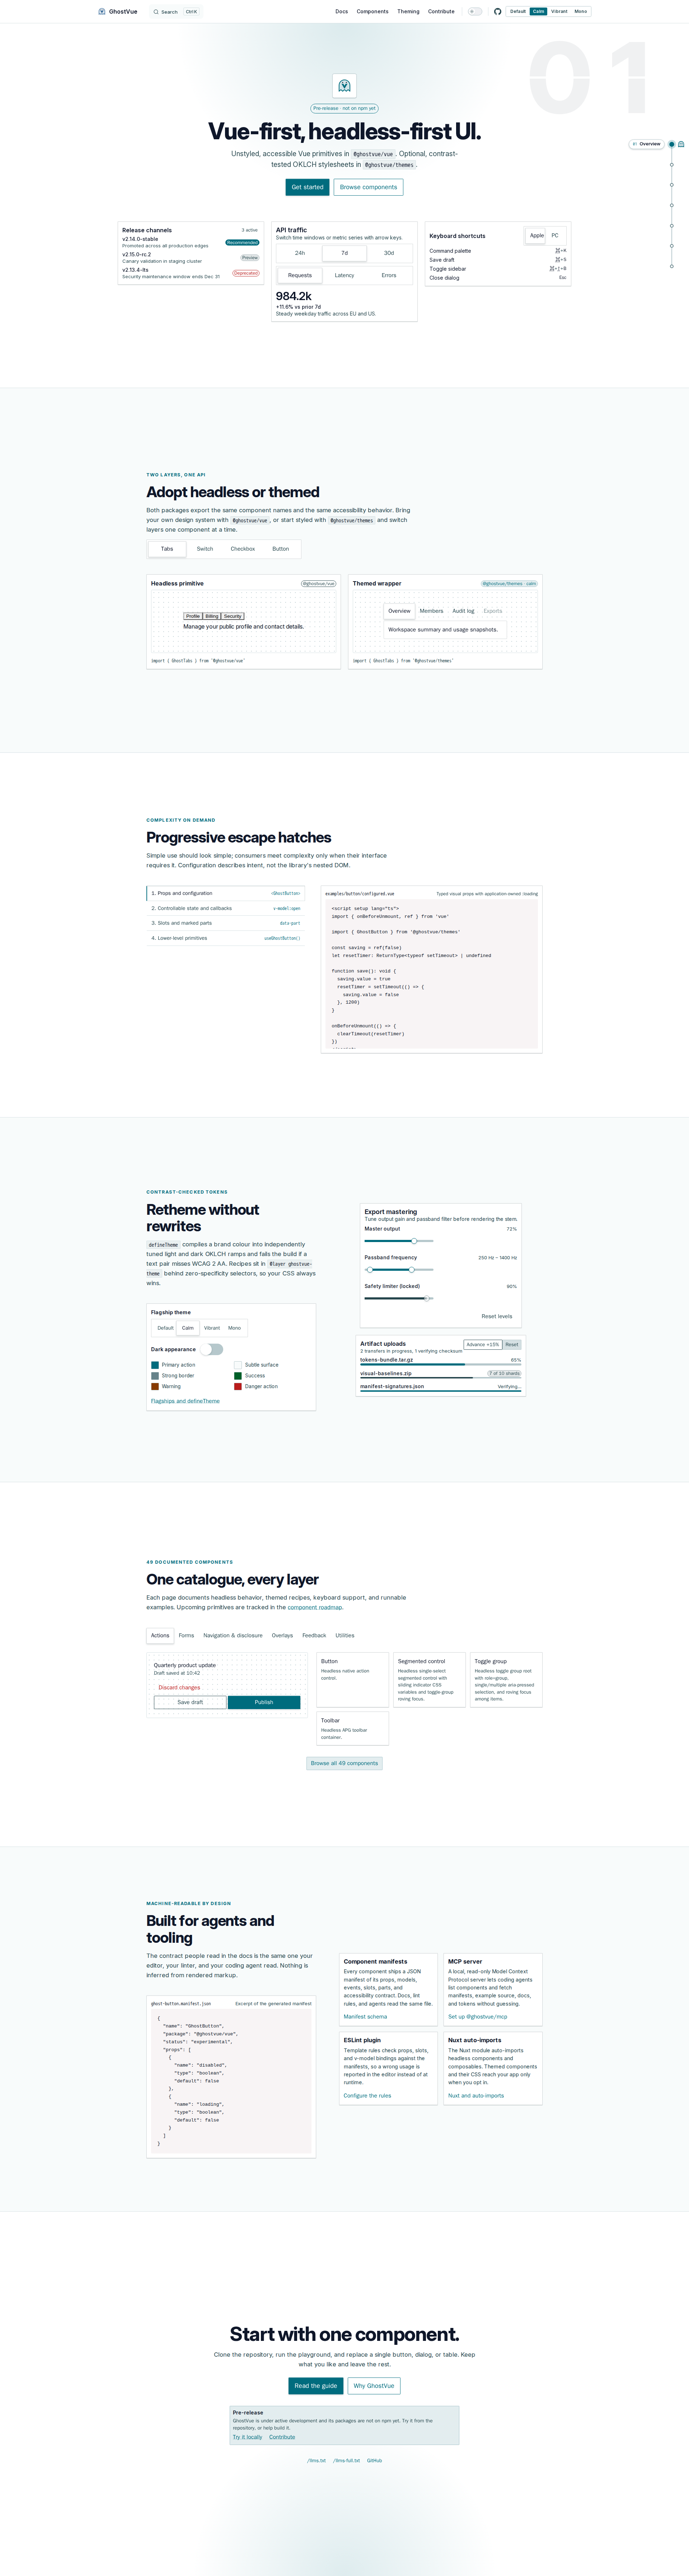 GhostVue
Search
Ctrl K
Docs
Components
Theming
Contribute
Default
Calm
Vibrant
Mono
01
Pre-release · not on npm yet
Vue-first, headless-first UI.
Unstyled, accessible Vue primitives in @ghostvue/vue. Optional, contrast-
tested OKLCH stylesheets in @ghostvue/themes.
Get started
Browse components
Overview
Release channels
3 active
v2.14.0-stable
Promoted across all production edges
Recommended
v2.15.0-rc.2
Canary validation in staging cluster
Preview
v2.13.4-lts
Security maintenance window ends Dec 31
Deprecated
API traffic
Switch time windows or metric series with arrow keys.
24h
7d
30d
Requests
Latency
Errors
984.2k
+11.6% vs prior 7d
Steady weekday traffic across EU and US.
Keyboard shortcuts
Apple
PC
Command palette
⌘+K
Save draft
⌘+S
Toggle sidebar
Close dialog
Esc
TWO LAYERS, ONE API
Adopt headless or themed
Both packages export the same component names and the same accessibility behavior. Bring
your own design system with @ghostvue/vue, or start styled with @ghostvue/themes and switch
layers one component at a time.
Tabs
Switch
Checkbox
Button
Headless primitive
@ghostvue/vue
Profile
Billing
Security
Manage your public profile and contact details.
import { GhostTabs } from '@ghostvue/vue'
Themed wrapper
@ghostvue/themes · calm
Overview
Members
Audit log
Exports
Workspace summary and usage snapshots.
import { GhostTabs } from '@ghostvue/themes'
COMPLEXITY ON DEMAND
Progressive escape hatches
Simple use should look simple; consumers meet complexity only when their interface
requires it. Configuration describes intent, not the library's nested DOM.
1. Props and configuration
<GhostButton>
2. Controllable state and callbacks
v-model:open
3. Slots and marked parts
data-part
4. Lower-level primitives
useGhostButton()
examples/button/configured.vue
Typed visual props with application-owned :loading
<script setup lang="ts">
import { onBeforeUnmount, ref } from 'vue'
import { GhostButton } from '@ghostvue/themes'
const saving = ref(false)
let resetTimer: ReturnType<typeof setTimeout> | undefined
function save(): void {
saving.value = true
resetTimer = setTimeout(() => {
saving.value = false
}, 1200)
}
onBeforeUnmount(() => {
clearTimeout(resetTimer)
})
CONTRAST-CHECKED TOKENS
Retheme without
rewrites
defineTheme compiles a brand colour into independently
tuned light and dark OKLCH ramps and fails the build if a
text pair misses WCAG 2 AA. Recipes sit in @layer ghostvue-
theme behind zero-specificity selectors, so your CSS always
wins.
Flagship theme
Default
Calm
Vibrant
Mono
Dark appearance
Primary action
Subtle surface
Strong border
Success
Warning
Danger action
Flagships and defineTheme
Export mastering
Tune output gain and passband filter before rendering the stem.
Master output
72%
Passband frequency
250 Hz – 1400 Hz
Safety limiter (locked)
90%
Reset levels
Artifact uploads
2 transfers in progress, 1 verifying checksum
Advance +15%
Reset
tokens-bundle.tar.gz
65%
visual-baselines.zip
7 of 10 shards
manifest-signatures.json
Verifying...
49 DOCUMENTED COMPONENTS
One catalogue, every layer
Each page documents headless behavior, themed recipes, keyboard support, and runnable
examples. Upcoming primitives are tracked in the component roadmap.
Actions
Forms
Navigation & disclosure
Overlays
Feedback
Utilities
Quarterly product update
Draft saved at 10:42
Discard changes
Save draft
Publish
Button
Headless native action
control.
Segmented control
Headless single-select
segmented control with
sliding indicator CSS
variables and toggle-group
roving focus.
Toggle group
Headless toggle group root
with role=group,
single/multiple aria-pressed
selection, and roving focus
among items.
Toolbar
Headless APG toolbar
container.
Browse all 49 components
MACHINE-READABLE BY DESIGN
Built for agents and
tooling
The contract people read in the docs is the same one your
editor, your linter, and your coding agent read. Nothing is
inferred from rendered markup.
ghost-button.manifest.json
Excerpt of the generated manifest
{
"name": "GhostButton",
"package": "@ghostvue/vue",
"status": "experimental",
"props": [
{
"name": "disabled",
"type": "boolean",
"default": false
},
{
"name": "loading",
"type": "boolean",
"default": false
}
]
}
Component manifests
Every component ships a JSON
manifest of its props, models,
events, slots, parts, and
accessibility contract. Docs, lint
rules, and agents read the same file.
Manifest schema
MCP server
A local, read-only Model Context
Protocol server lets coding agents
list components and fetch
manifests, example source, docs,
and tokens without guessing.
Set up @ghostvue/mcp
ESLint plugin
Template rules check props, slots,
and v-model bindings against the
manifests, so a wrong usage is
reported in the editor instead of at
runtime.
Configure the rules
Nuxt auto-imports
The Nuxt module auto-imports
headless components and
composables. Themed components
and their CSS reach your app only
when you opt in.
Nuxt and auto-imports
Start with one component.
Clone the repository, run the playground, and replace a single button, dialog, or table. Keep
what you like and leave the rest.
Read the guide
Why GhostVue
Pre-release
GhostVue is under active development and its packages are not on npm yet. Try it from the
repository, or help build it.
Try it locally
Contribute
/llms.txt
/llms-full.txt
GitHub